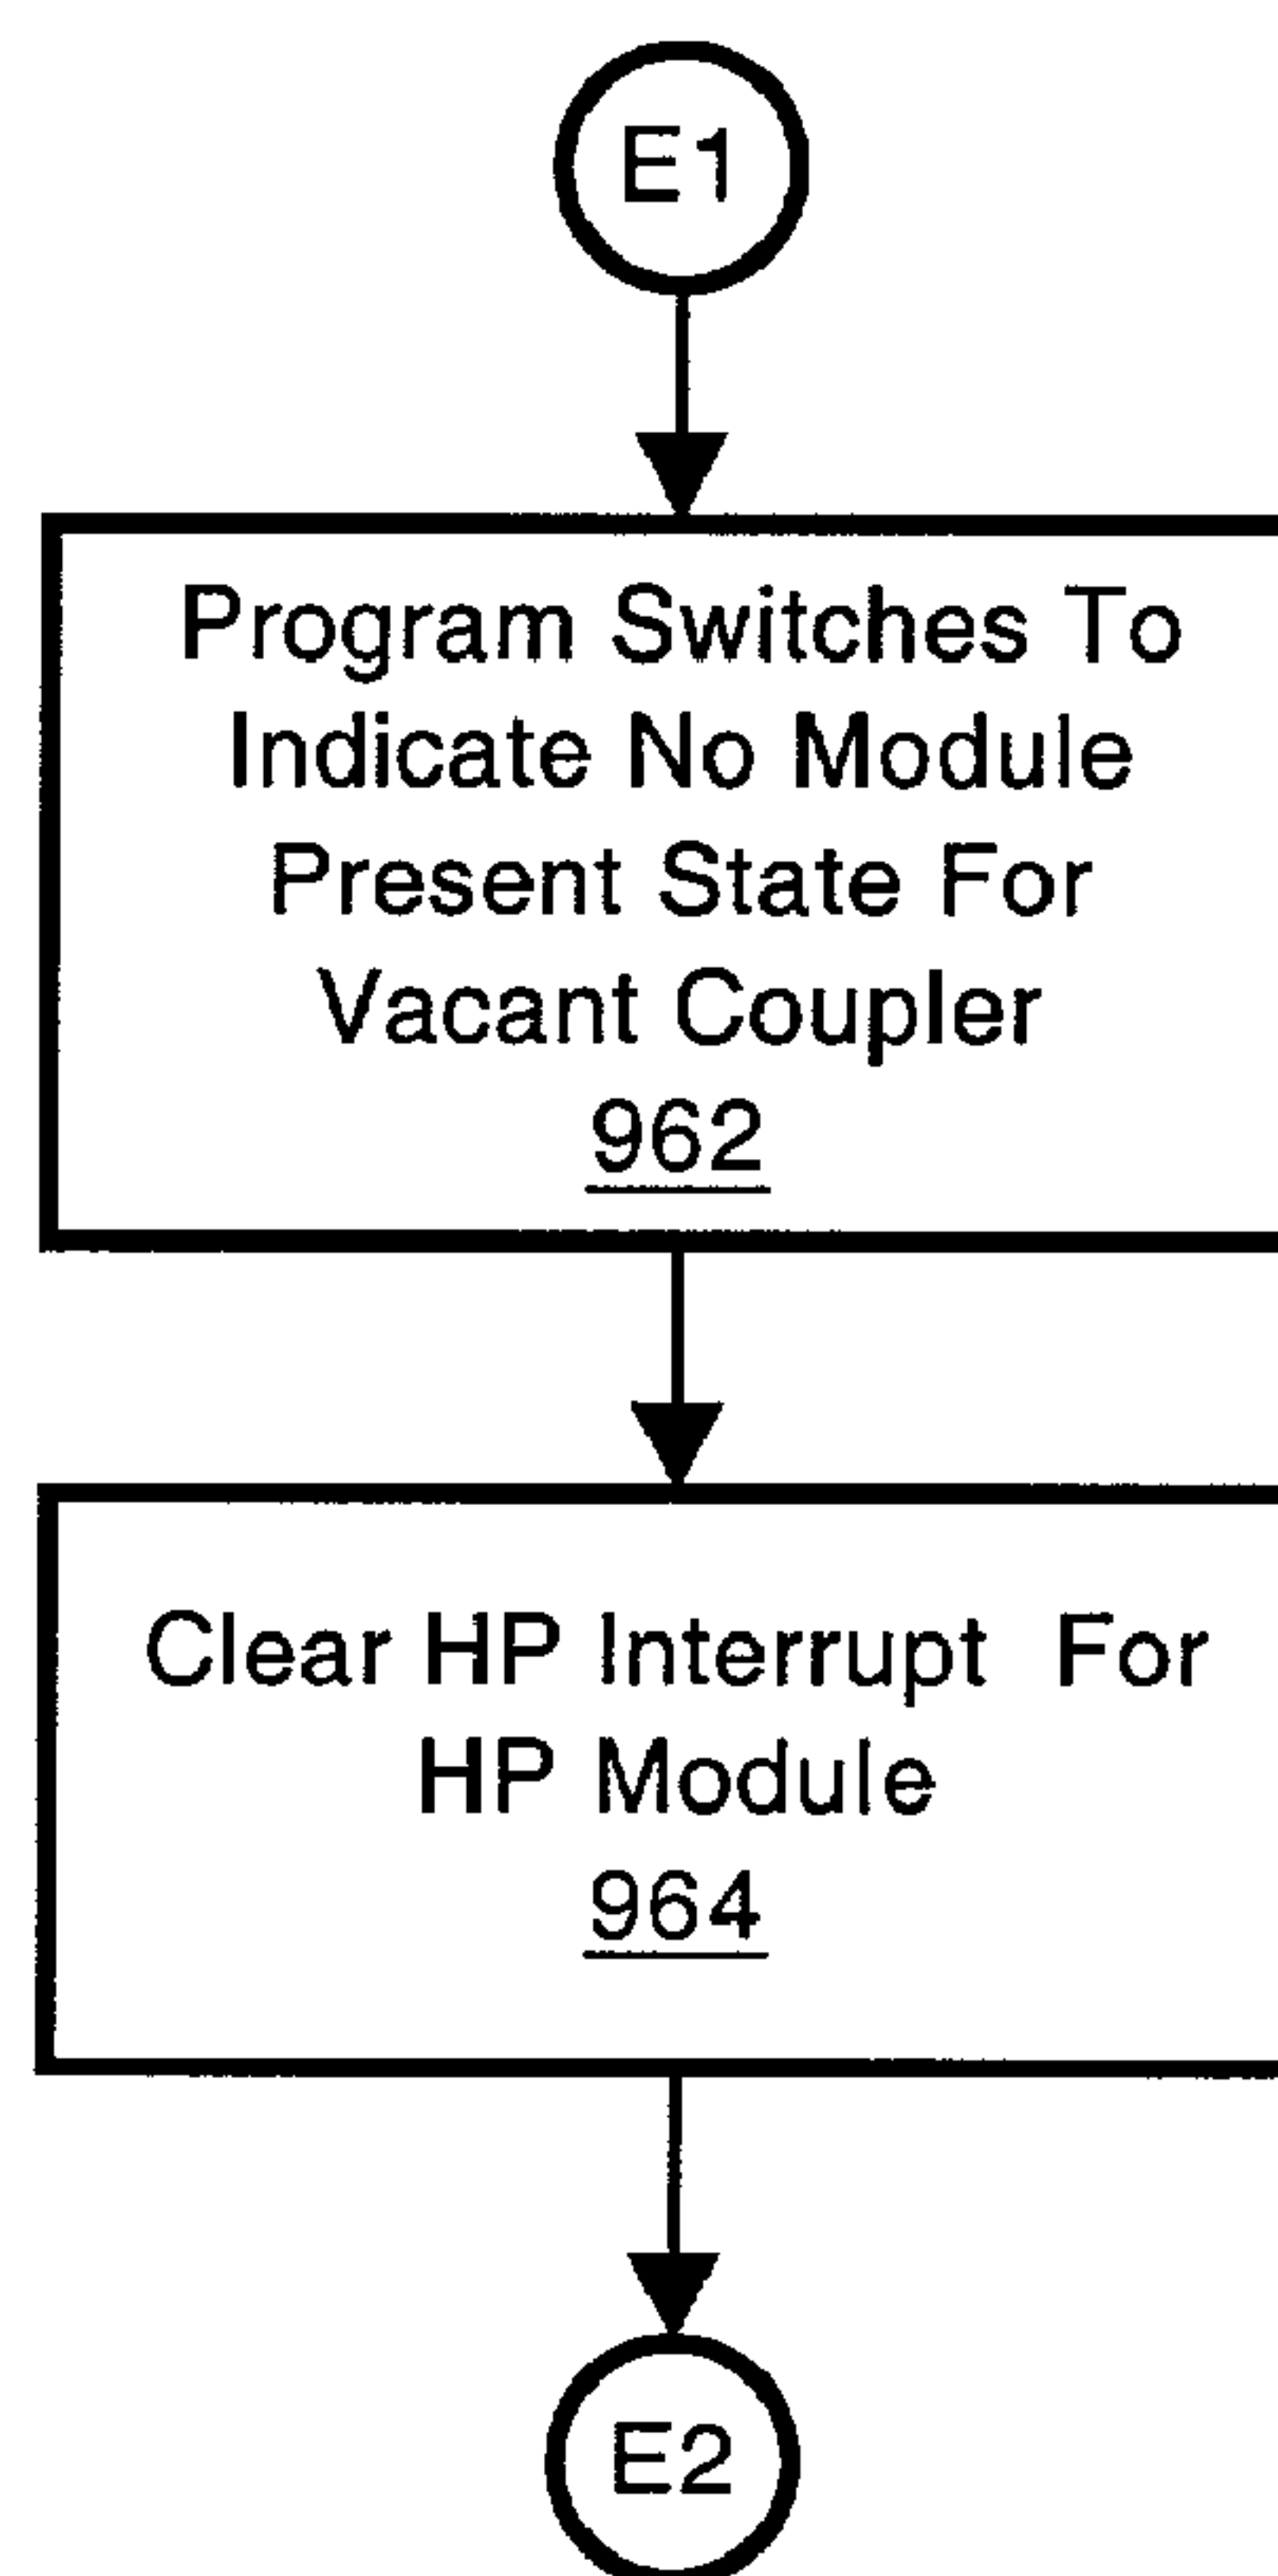 E1
Program Switches To
Indicate No Module
Present State For
Vacant Coupler
962
Clear HP Interrupt For
HP Module
964
E2